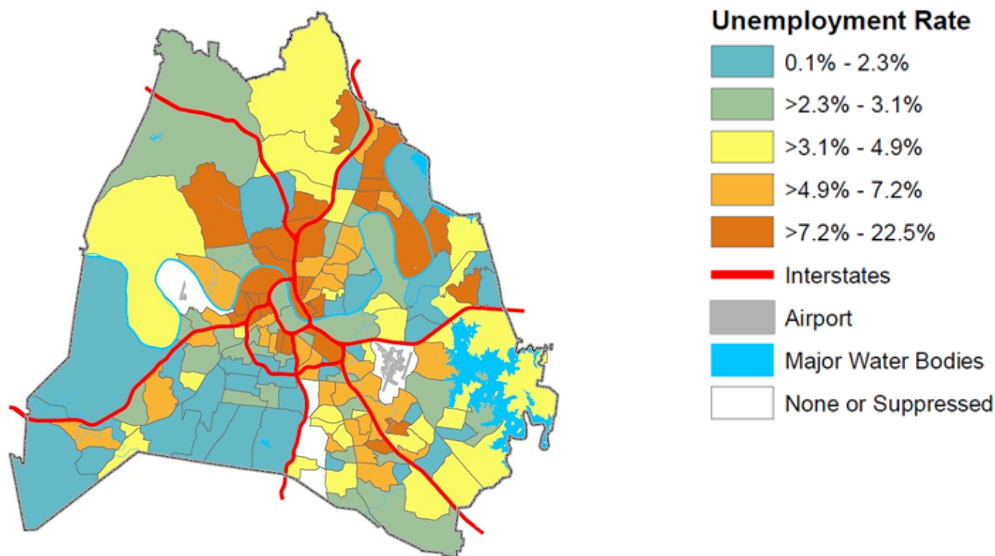 Unemployment Rate
0.1% - 2.3%
>2.3% - 3.1%
>3.1% - 4.9%
>4.9% - 7.2%
>7.2% - 22.5%
Interstates
Airport
Major Water Bodies
None or Suppressed